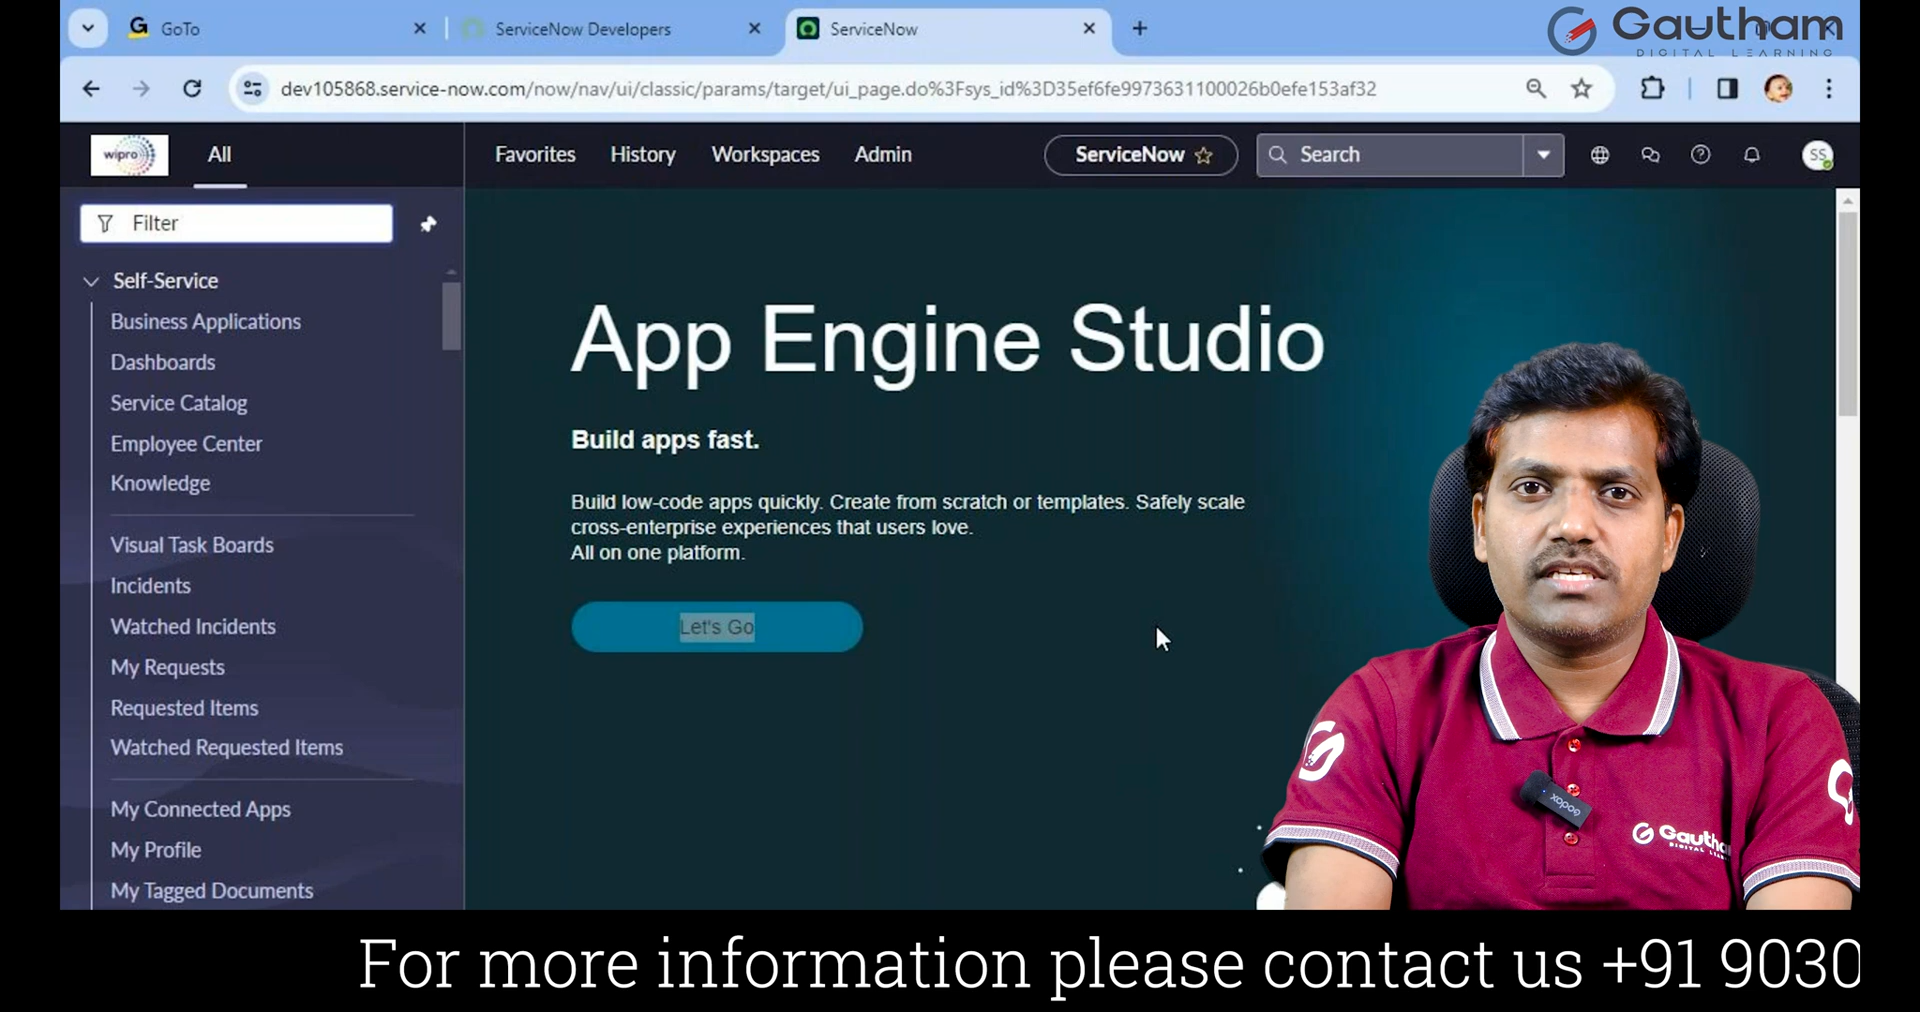 GoTo
ServiceNow Developers
ServiceNow
Gautham
DIGITAL LEARNING
dev105868.service-now.com/now/nav/ui/classic/params/target/ui_page.do%3Fsys_id%3D35ef6fe9973631100026b0efe153af32
wipro
All
Favorites
History
Workspaces
Admin
ServiceNow
Search
SS
Filter
Self-Service
Business Applications
Dashboards
Service Catalog
Employee Center
Knowledge
Visual Task Boards
Incidents
Watched Incidents
My Requests
Requested Items
Watched Requested Items
My Connected Apps
My Profile
My Tagged Documents
App Engine Studio
Build apps fast.
Build low-code apps quickly. Create from scratch or templates. Safely scale
cross-enterprise experiences that users love.
All on one platform.
Let's Go
Godox
Gautha
DIGITAL LEA
For more information please contact us +91 9030